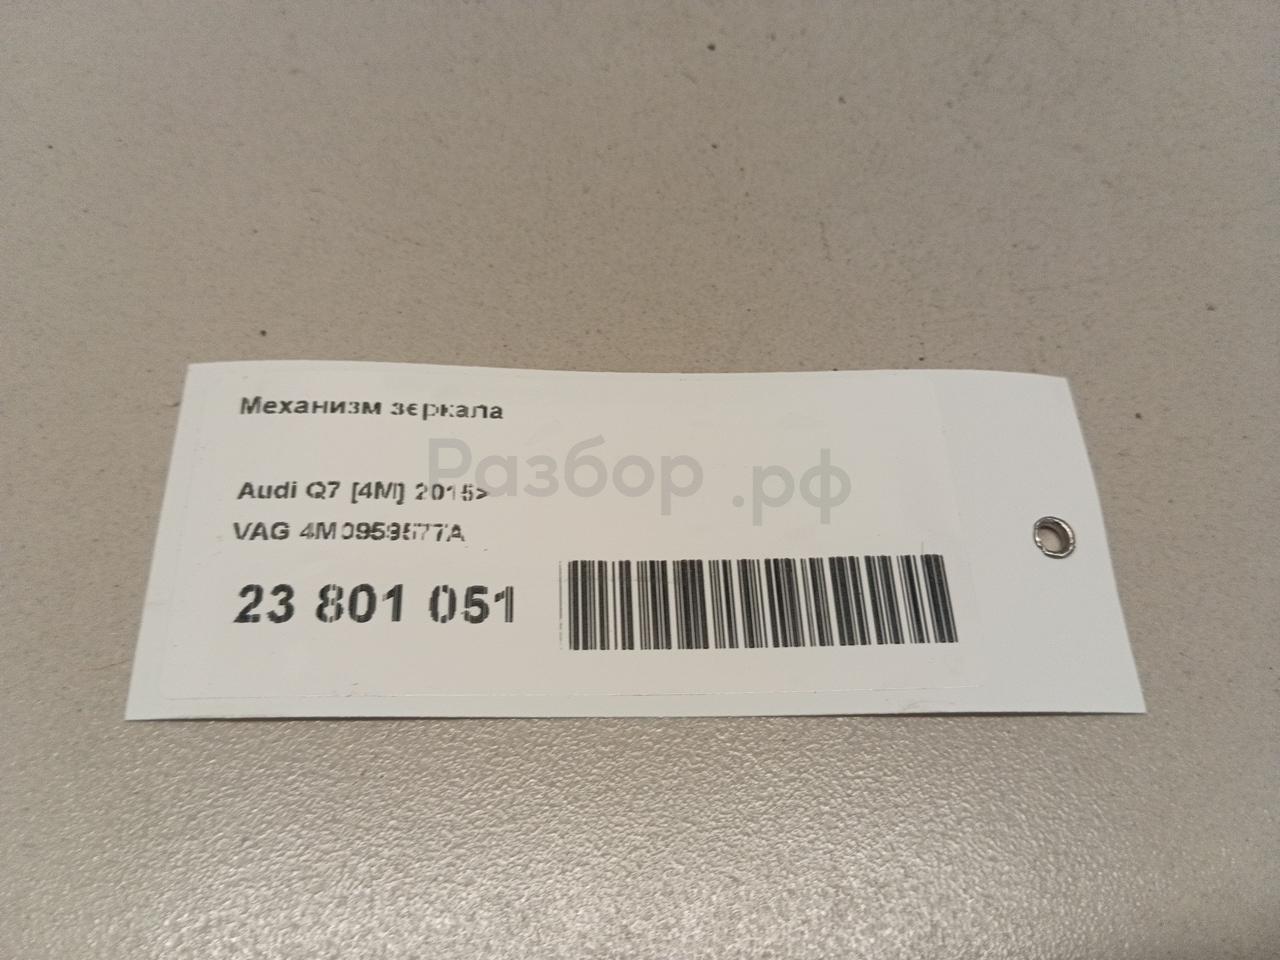 Механизм зеркала
Разбор.рф
Audi Q7 [4M] 2015>
VAG 4M0959577A
23 801 051